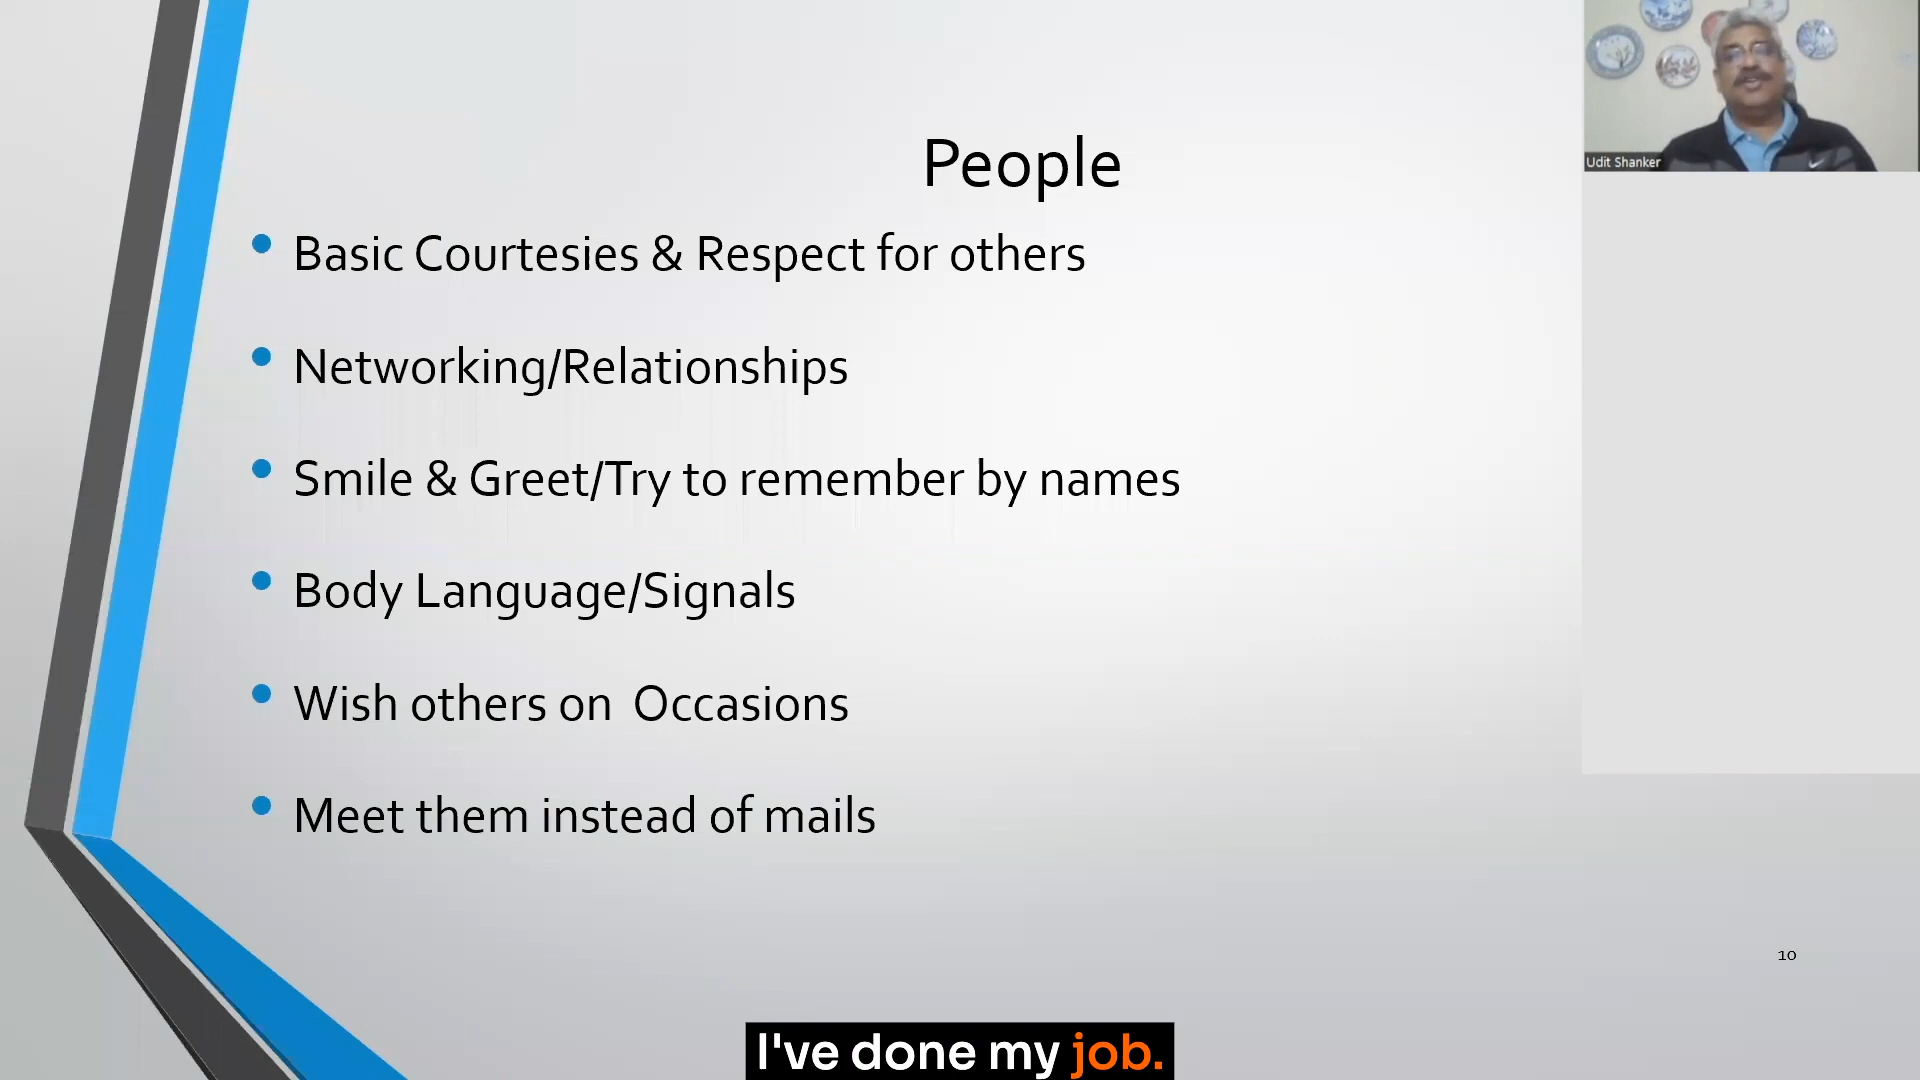 People
Basic Courtesies & Respect for others
Networking/Relationships
Smile & Greet/Try to remember by names
Body Language/Signals
Wish others on Occasions
Meet them instead of mails
Udit Shanker
10
I've done my job.